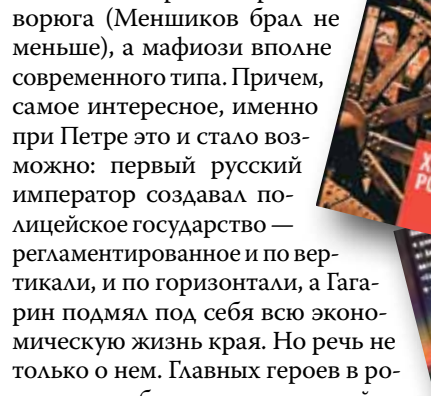 ворюга (Меншиков брал не
меньше), а мафиози вполне
современного типа. Причем,
самое интересное, именно
при Петре это и стало воз-
можно: первый русский
император создавал по-
лицейское государство —
регламентированное и по вер-
тикали, и по горизонтали, а Гага-
рин подмял под себя всю эконо-
мическую жизнь края. Но речь не
только о нем. Главных героев в ро-